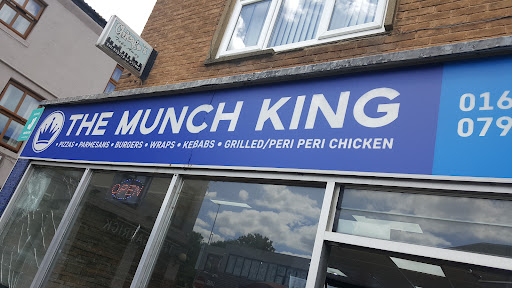 THE MUNCH KING
• PIZZAS • PARMESANS • BURGERS • WRAPS • KEBABS • GRILLED/PERI PERI CHICKEN
016
079
OPEN